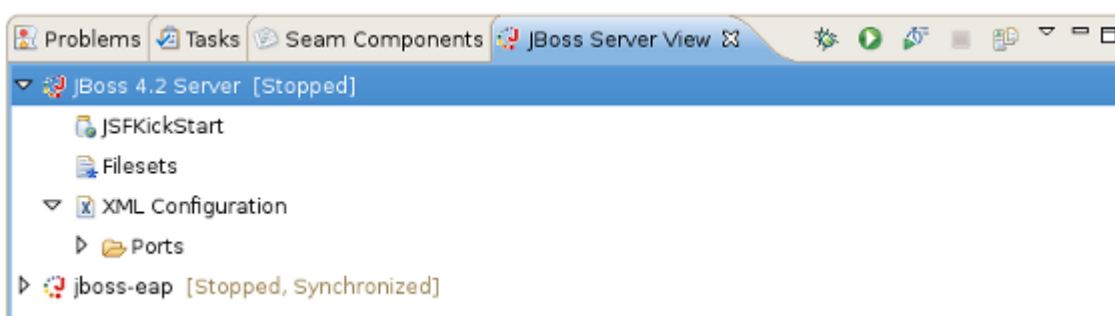 Problems Tasks Seam Components JBoss Server View
JBoss 4.2 Server [Stopped]
JSFKickStart
Filesets
XML Configuration
Ports
jboss-eap [Stopped, Synchronized]